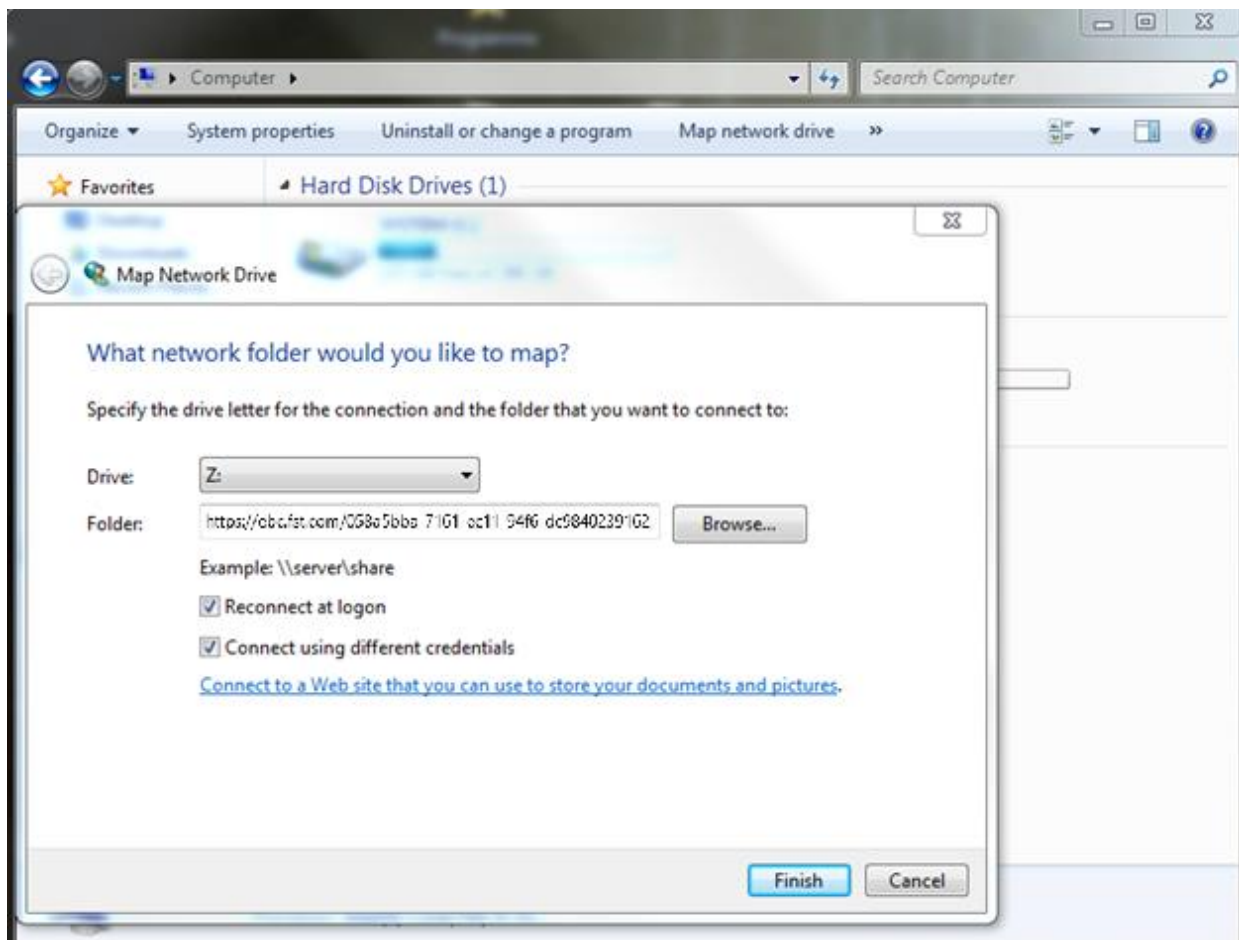 Computer
Search Computer
Organize
System properties
Uninstall or change a program
Map network drive
»
Favorites
Hard Disk Drives (1)
Map Network Drive
What network folder would you like to map?
Specify the drive letter for the connection and the folder that you want to connect to:
Drive:
Z:
Folder:
Browse...
Example: \\server\share
Reconnect at logon
Connect using different credentials
Connect to a Web site that you can use to store your documents and pictures.
Finish
Cancel